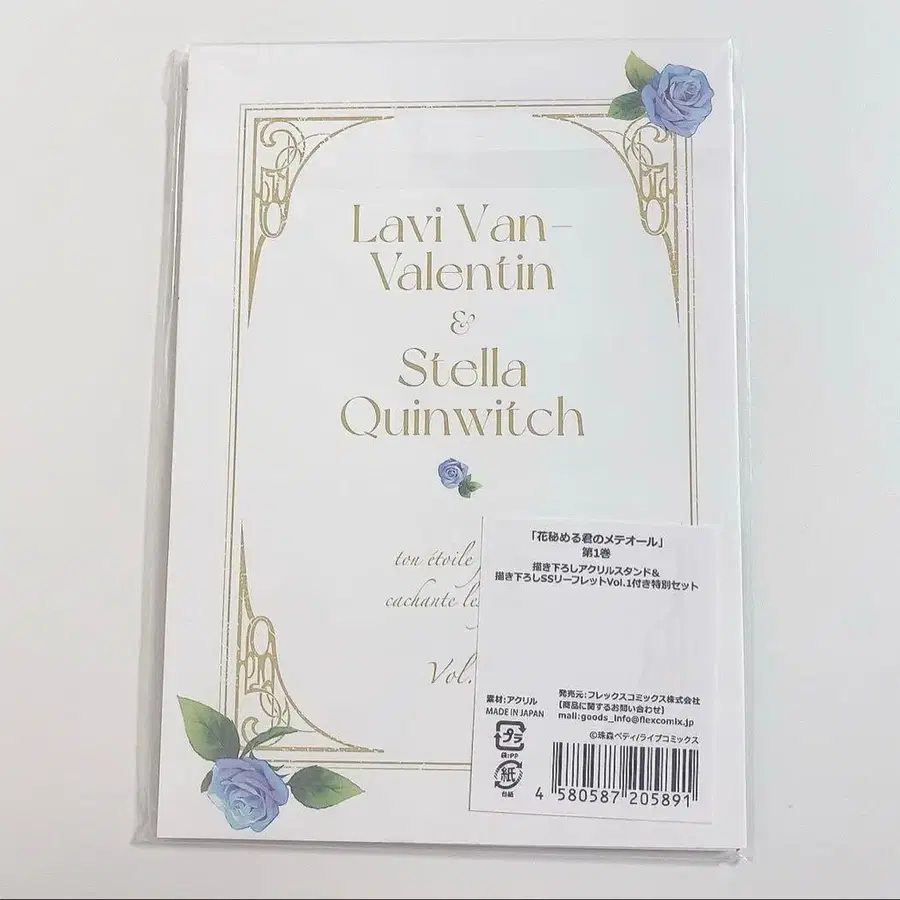 Lavi Van-
Valentin
&
Stella
Quinwitch
ton étoile
cachante
Vol.
「花秘める君のメテオール」
第1巻
描き下ろしアクリルスタンド&
描き下ろしSSリーフレットVol.1付き特別セット
素材:アクリル
MADE IN JAPAN
プラ
袋:PP
紙
台紙
発売元:フレックスコミックス株式会社
【商品に関するお問い合わせ】
mail:goods_info@flexcomix.jp
©珠森ベティ/ライブコミックス
4 580587 205891